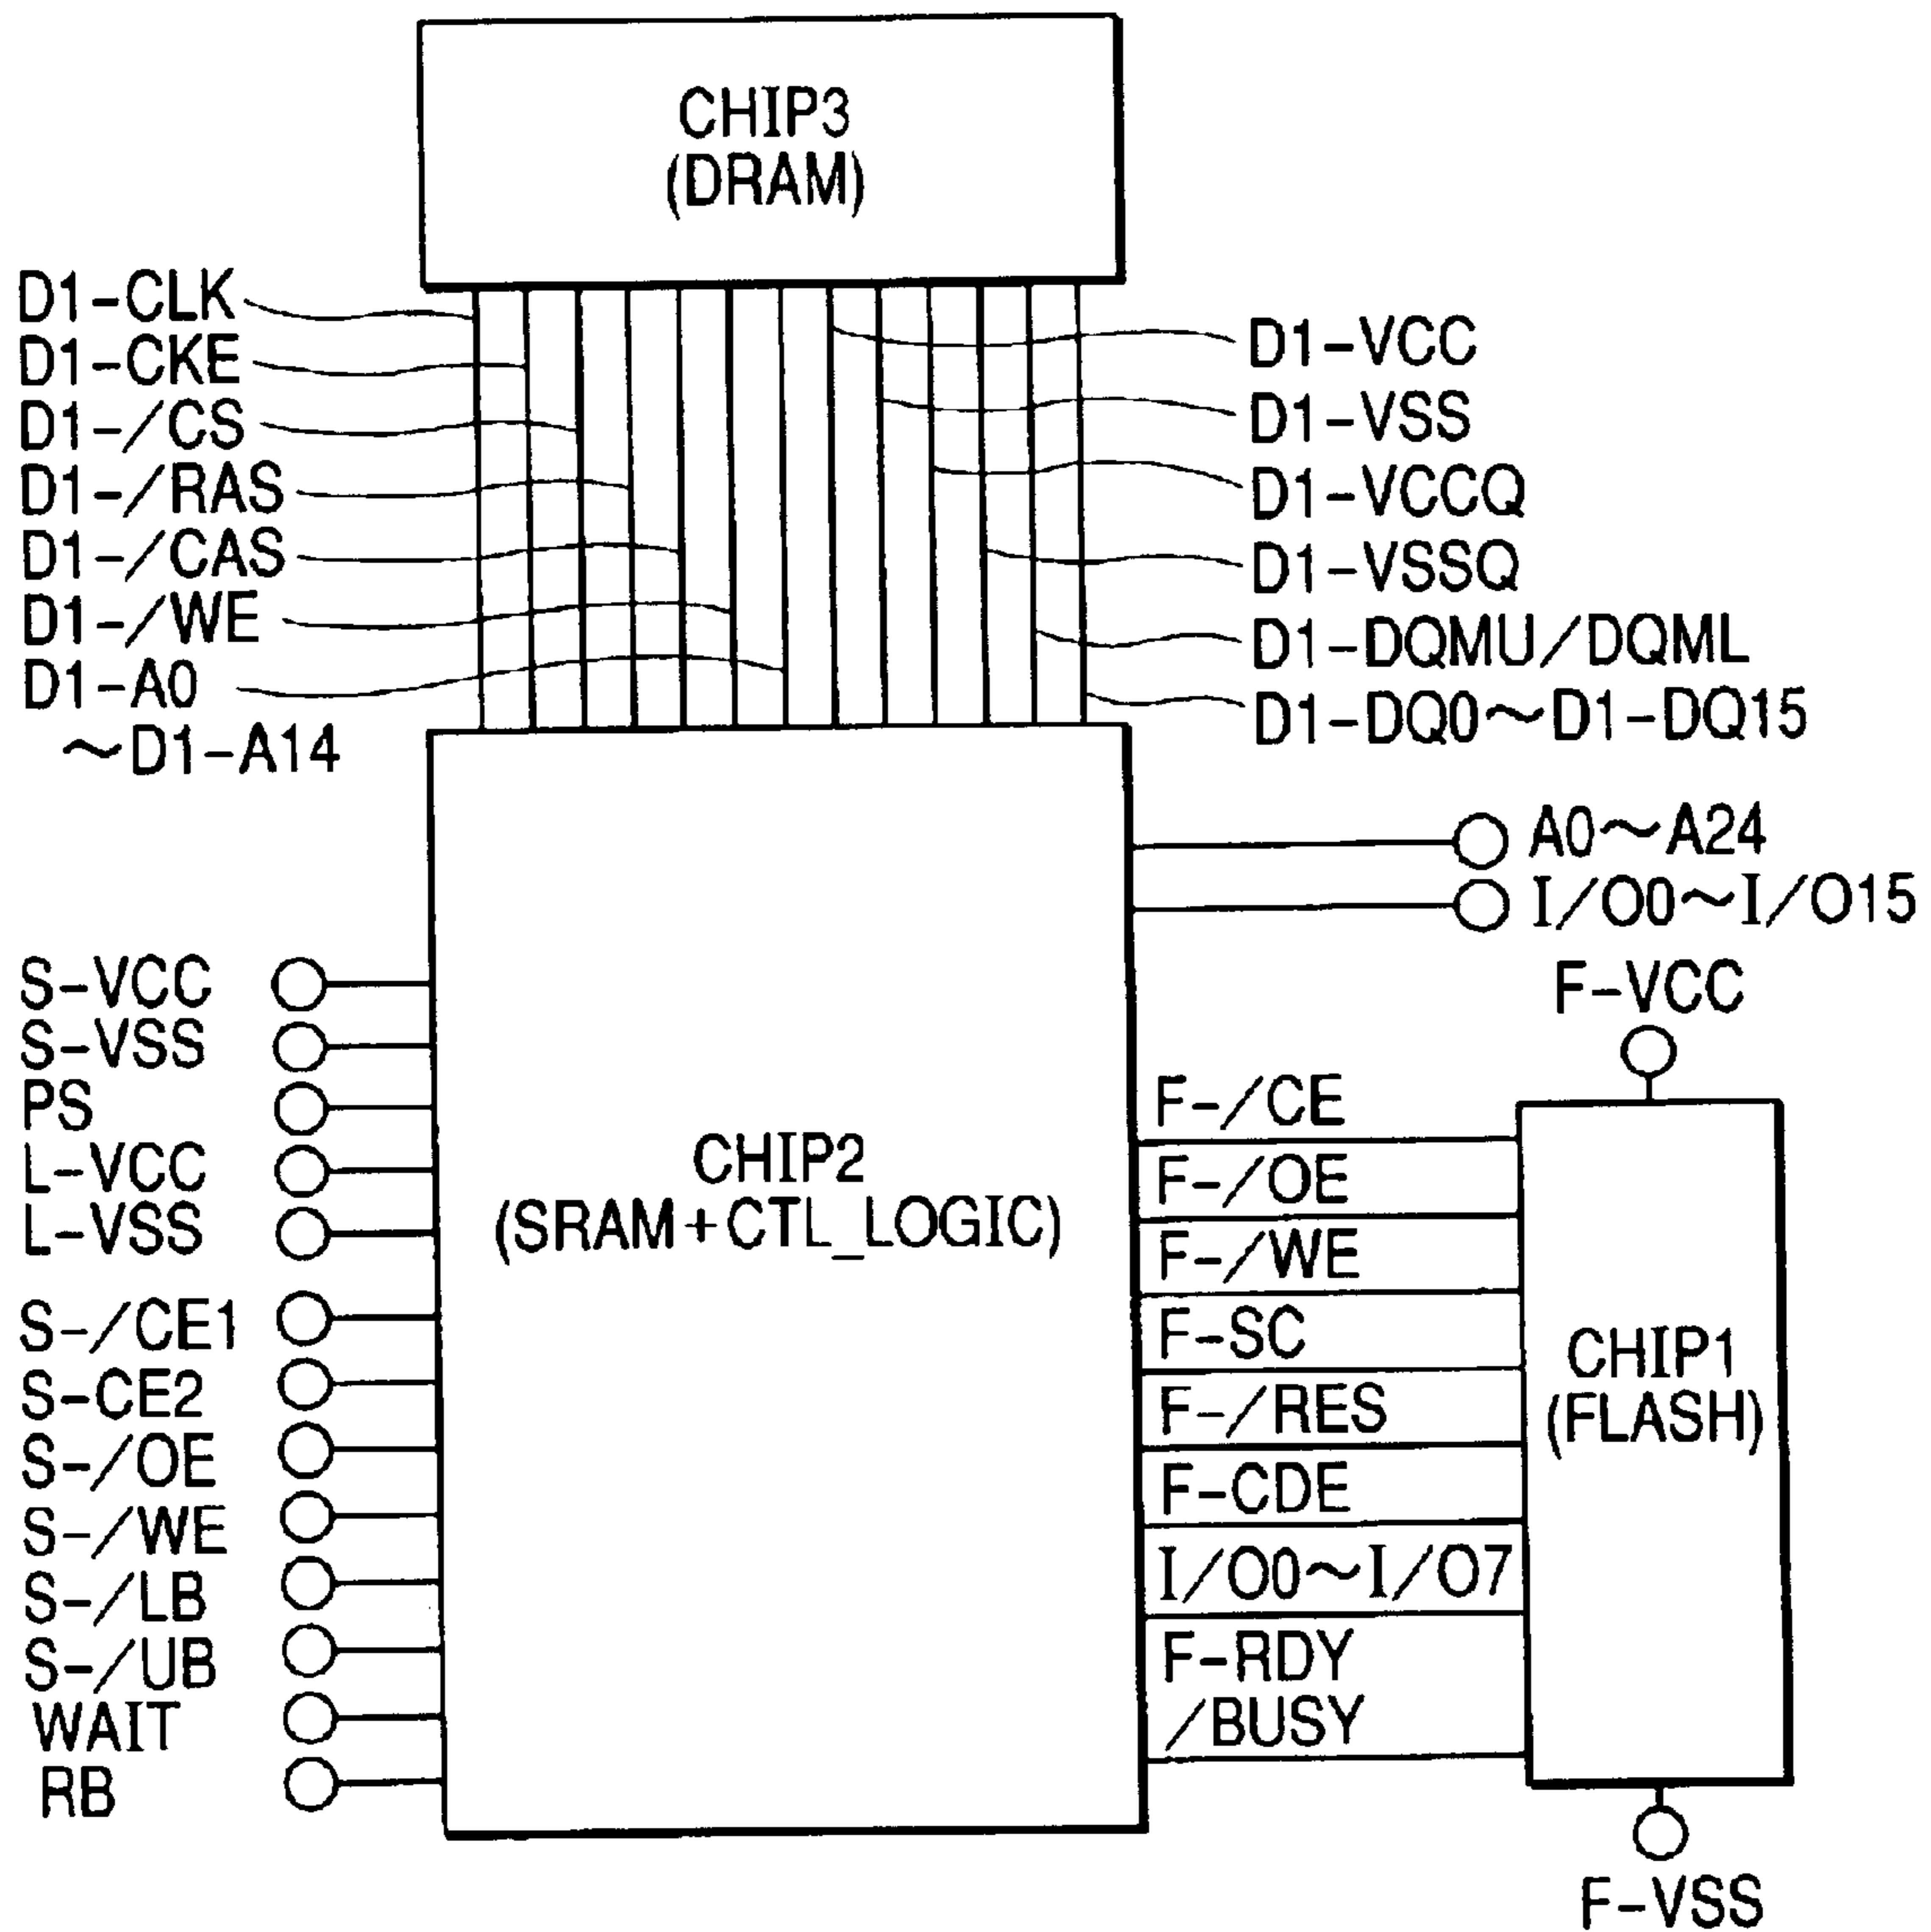 CHIP3
(DRAM)
D1-CLK
D1-CKE
D1-/CS
D1-/RAS
D1-/CAS
D1-/WE
D1-A0
~D1-A14
D1-VCC
D1-VSS
D1-VCCQ
D1-VSSQ
D1-DQMU/DQML
D1-DQ0~D1-DQ15
A0~A24
I/O0~I/O15
S-VCC
S-VSS
PS
L-VCC
L-VSS
S-/CE1
S-CE2
S-/OE
S-/WE
S-/LB
S-/UB
WAIT
RB
CHIP2
(SRAM+CTL_LOGIC)
F-/CE
F-/OE
F-/WE
F-SC
F-/RES
F-CDE
I/O0~I/O7
F-RDY
/BUSY
F-VCC
CHIP1
(FLASH)
F-VSS